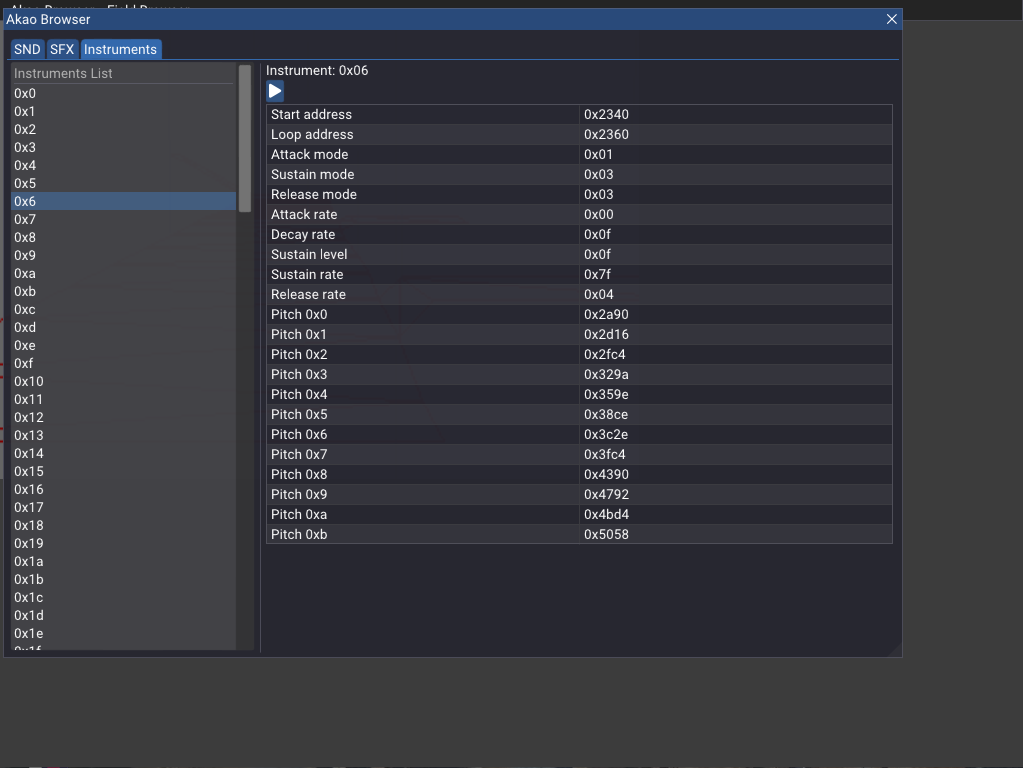 Akao Browser
SND SFX Instruments
Instruments List
0x0
0x1
0x2
0x3
0x4
0x5
0x6
0x7
0x8
0x9
0xa
0xb
0xc
0xd
0xe
0xf
0x10
0x11
0x12
0x13
0x14
0x15
0x16
0x17
0x18
0x19
0x1a
0x1b
0x1c
0x1d
0x1e
0x1f
Instrument: 0x06
Start address 0x2340
Loop address 0x2360
Attack mode 0x01
Sustain mode 0x03
Release mode 0x03
Attack rate 0x00
Decay rate 0x0f
Sustain level 0x0f
Sustain rate 0x7f
Release rate 0x04
Pitch 0x0 0x2a90
Pitch 0x1 0x2d16
Pitch 0x2 0x2fc4
Pitch 0x3 0x329a
Pitch 0x4 0x359e
Pitch 0x5 0x38ce
Pitch 0x6 0x3c2e
Pitch 0x7 0x3fc4
Pitch 0x8 0x4390
Pitch 0x9 0x4792
Pitch 0xa 0x4bd4
Pitch 0xb 0x5058